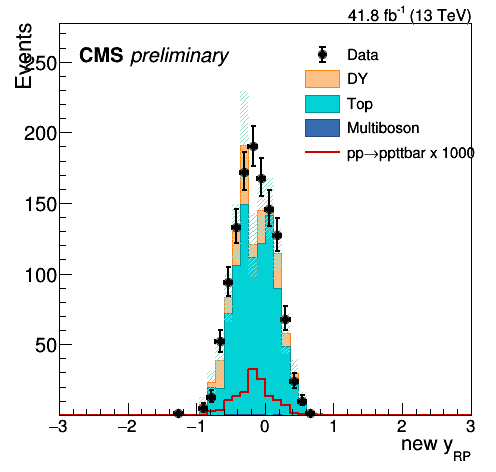 41.8 fb⁻¹ (13 TeV)
Events
CMS preliminary
Data
DY
Top
Multiboson
pp→ppttbar x 1000
250
200
150
100
50
−3 −2 −1 0 1 2 3
new y_RP